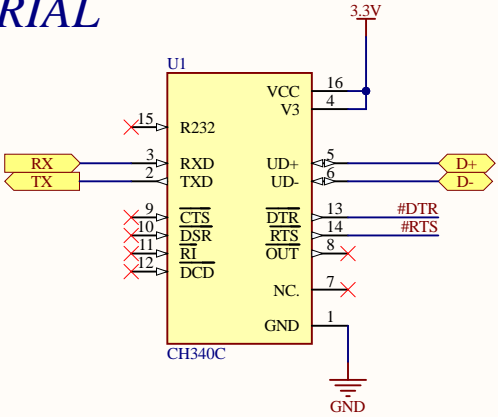 RIAL
3.3V
U1
VCC 16
V3 4
15 R232
RX 3 RXD UD+ 5 D+
TX 2 TXD UD- 6 D-
9 CTS DTR 13 #DTR
10 DSR RTS 14 #RTS
11 RI OUT 8
12 DCD
NC. 7
GND 1
CH340C
GND